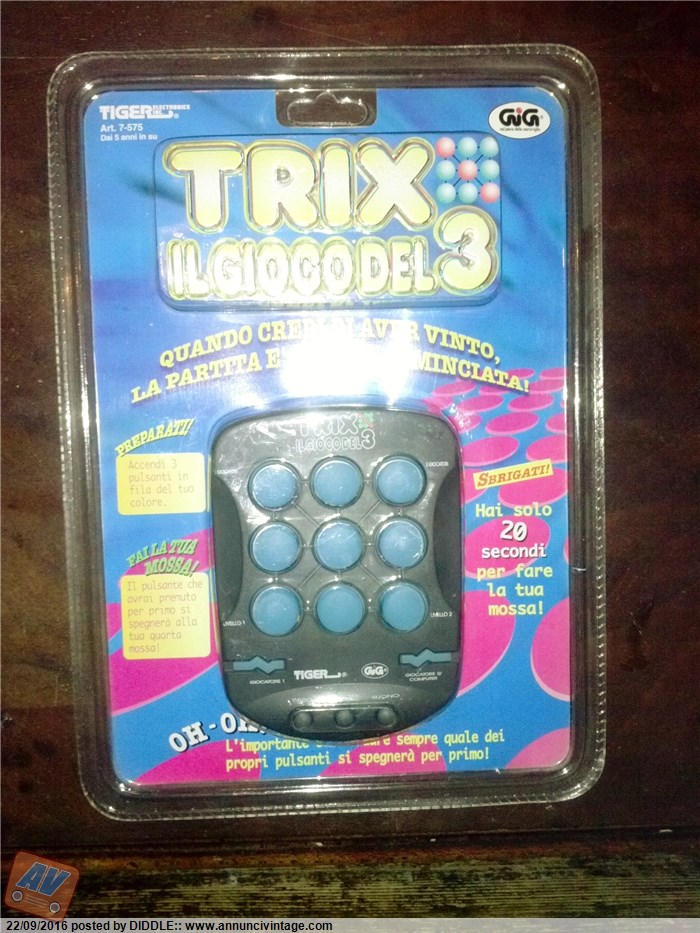 TIGER ELECTRONICS INC.®
Art. 7-575
Dai 5 anni in su
GiG®
TRIX
IL GIOCO DEL 3
QUANDO AVER VINTO,
LA PARTITA È MINCIATA!
PREPARATI!
Accendi 3
pulsanti in
fila del tuo
colore.
FAI LA TUA
MOSSA!
Il pulsante che
avrai premuto
per primo si
spegnerà alla
tua quarta
mossa!
SBRIGATI!
Hai solo
20
secondi
per fare
la tua
mossa!
TRIX
IL GIOCO DEL 3
LIVELLO 1
LIVELLO 2
GIOCATORE 1
TIGER®
GiG®
GIOCATORE 2/
COMPUTER
OH-OH
L'importante sempre quale dei
propri pulsanti si spegnerà per primo!
AV
22/09/2016 posted by DIDDLE:: www.annuncivintage.com